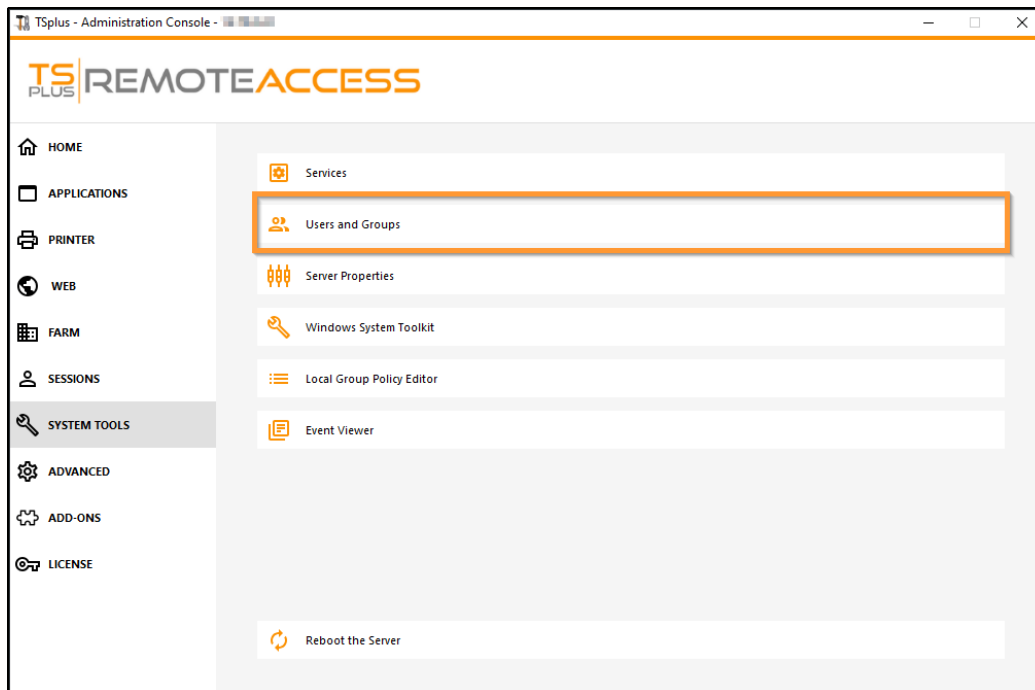 TSplus - Administration Console -
TS PLUS REMOTEACCESS
HOME
APPLICATIONS
PRINTER
WEB
FARM
SESSIONS
SYSTEM TOOLS
ADVANCED
ADD-ONS
LICENSE
Services
Users and Groups
Server Properties
Windows System Toolkit
Local Group Policy Editor
Event Viewer
Reboot the Server